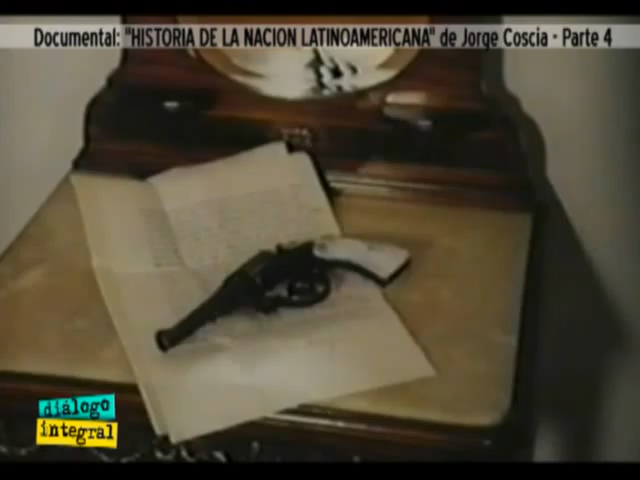 Documental: "HISTORIA DE LA NACION LATINOAMERICANA" de Jorge Coscia - Parte 4
diálogo
integral